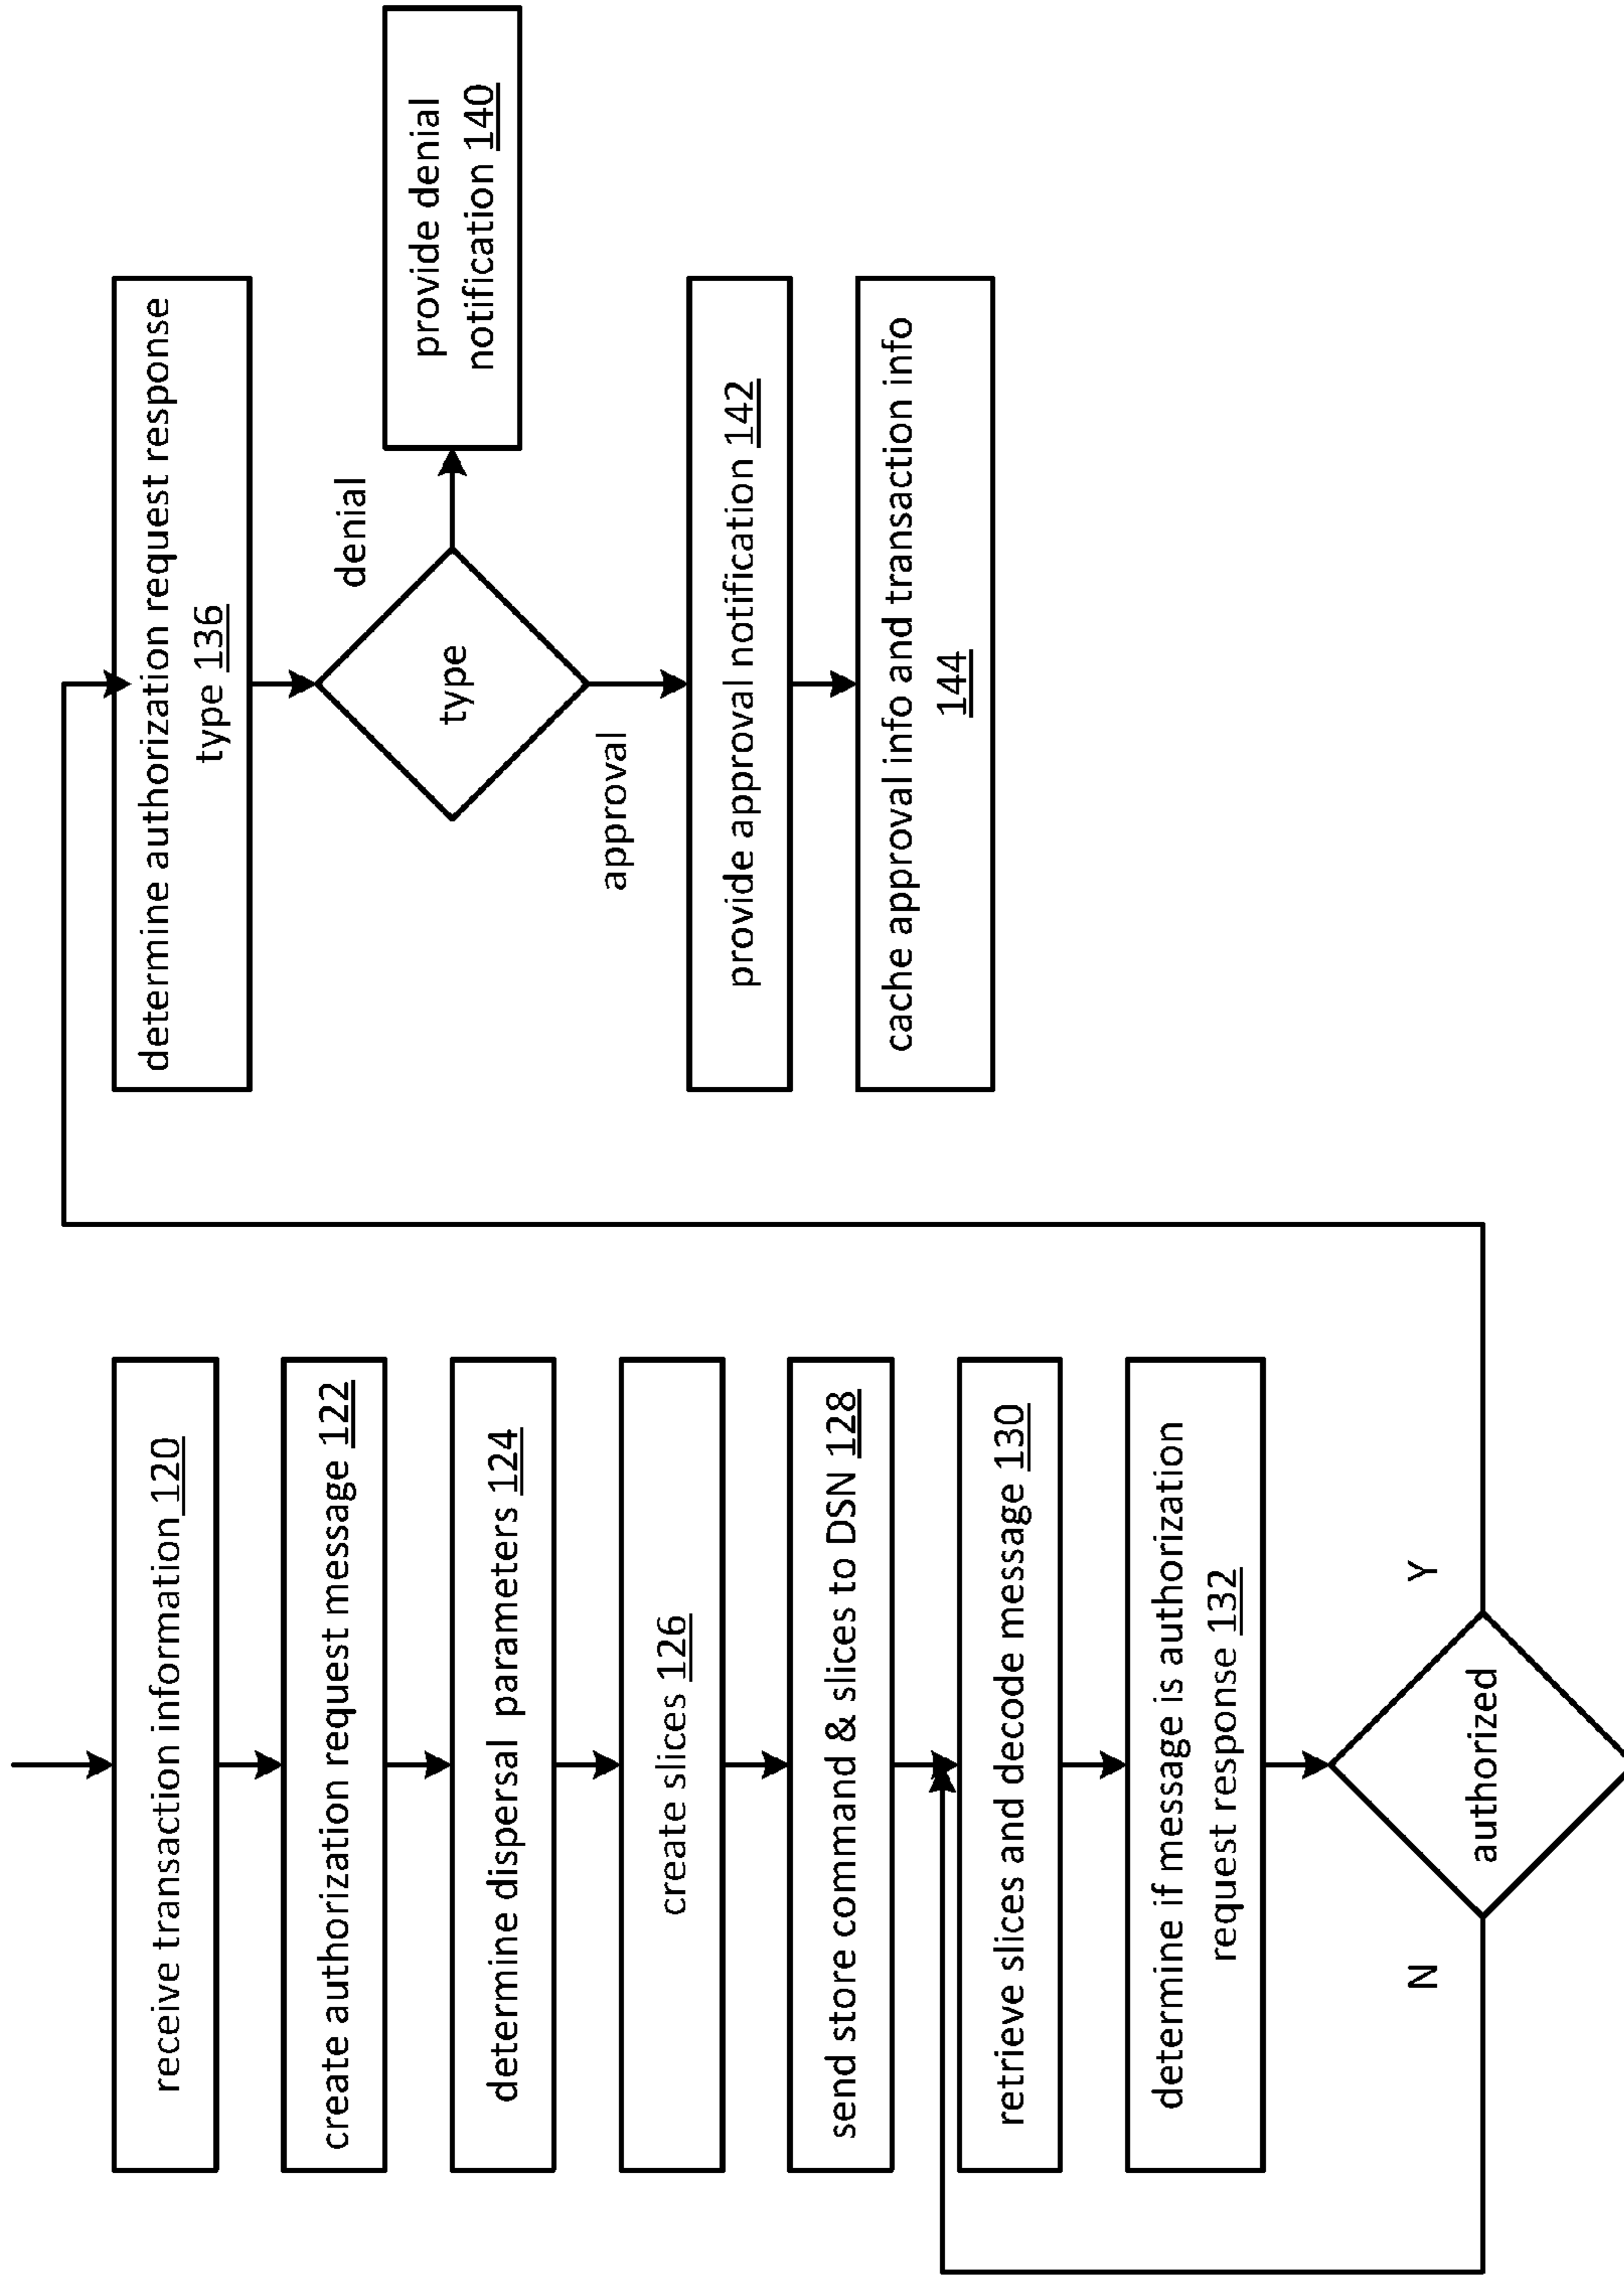 receive transaction information 120
create authorization request message 122
determine dispersal parameters 124
create slices 126
send store command & slices to DSN 128
retrieve slices and decode message 130
determine if message is authorization
request response 132
authorized
N
Y
determine authorization request response
type 136
type
denial
provide denial
notification 140
approval
provide approval notification 142
cache approval info and transaction info
144